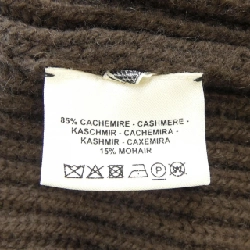 85% CACHEMIRE - CASHMERE -
KASCHMIR - CACHEMIRA -
KASHMIR - CAXEMIRA
15% MOHAIR